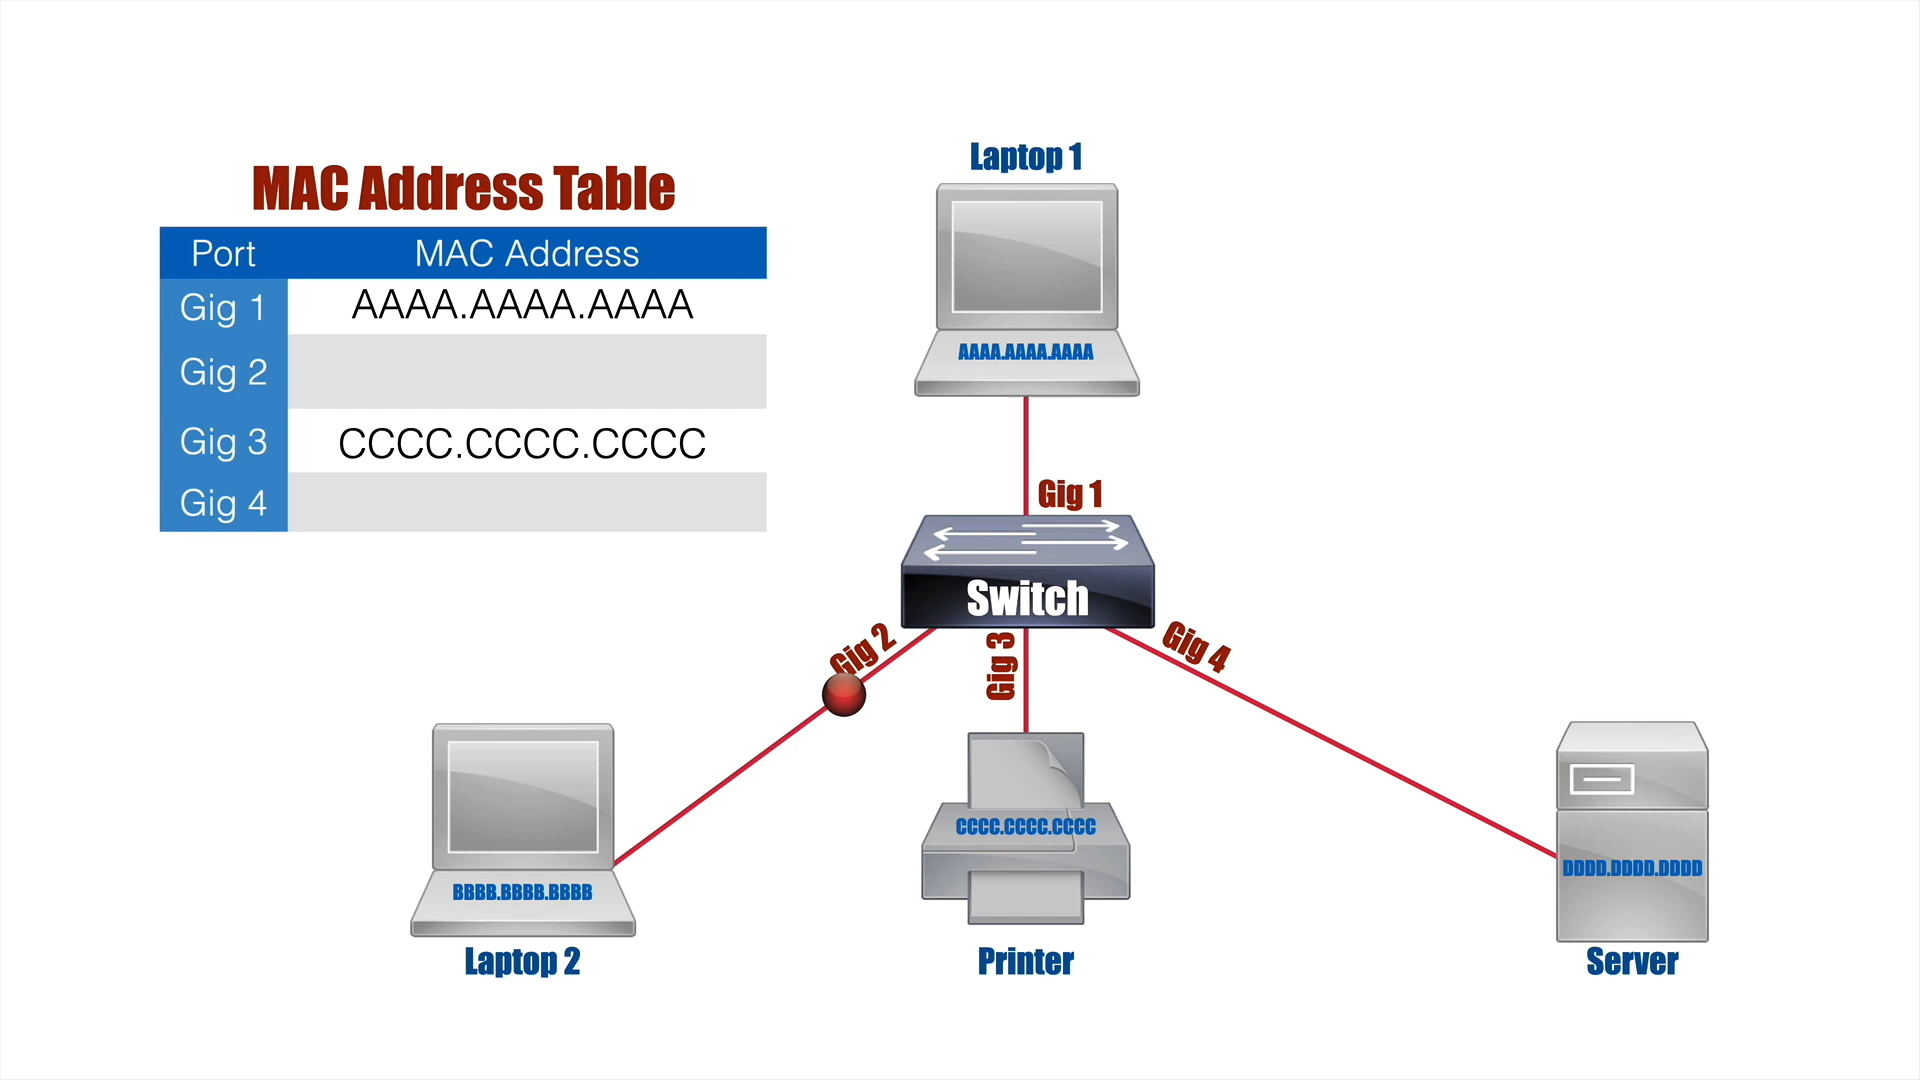 MAC Address Table
Port MAC Address
Gig 1 AAAA.AAAA.AAAA
Gig 2
Gig 3 CCCC.CCCC.CCCC
Gig 4
Laptop 1
AAAA.AAAA.AAAA
Gig 1
Switch
Gig 2
Gig 3
Gig 4
BBBB.BBBB.BBBB
Laptop 2
CCCC.CCCC.CCCC
Printer
DDDD.DDDD.DDDD
Server